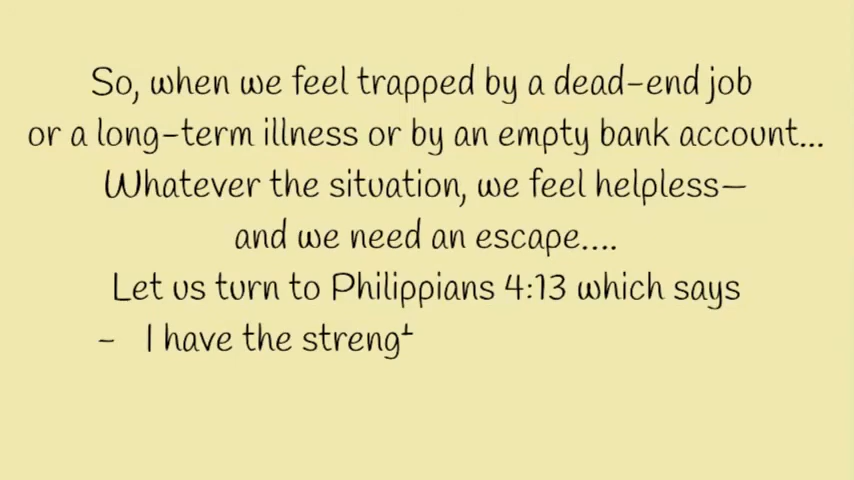 So, when we feel trapped by a dead-end job
or a long-term illness or by an empty bank account...
Whatever the situation, we feel helpless—
and we need an escape....
Let us turn to Philippians 4:13 which says
- I have the